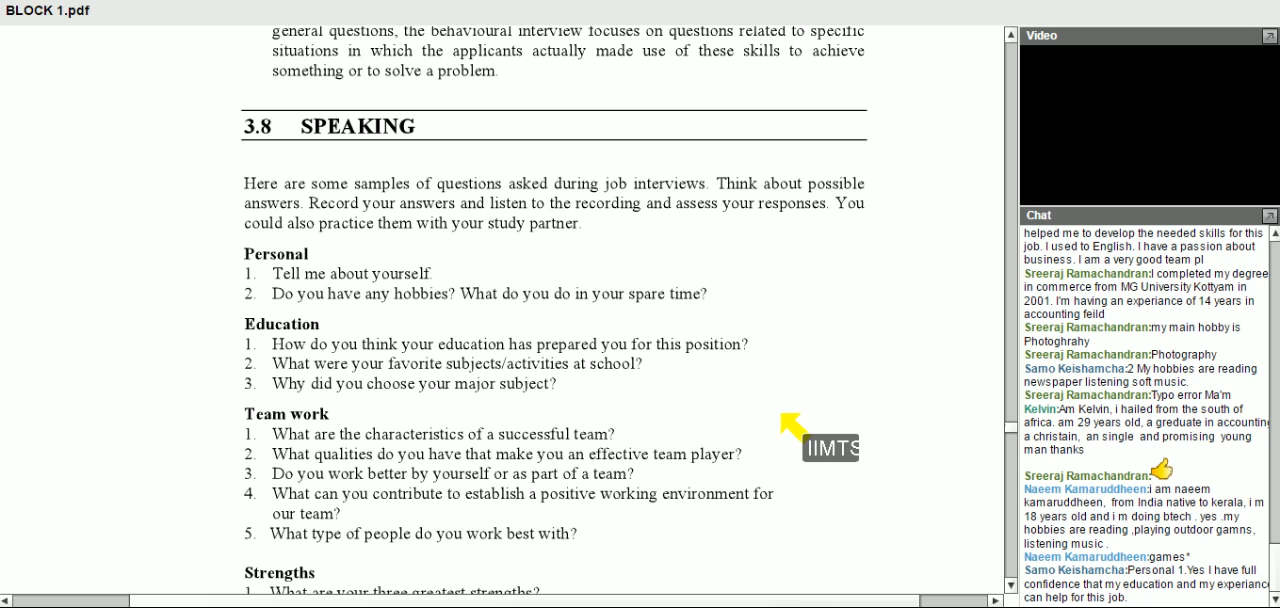 BLOCK 1.pdf
general questions, the behavioural interview focuses on questions related to specific
situations in which the applicants actually made use of these skills to achieve
something or to solve a problem.
3.8 SPEAKING
Here are some samples of questions asked during job interviews. Think about possible
answers. Record your answers and listen to the recording and assess your responses. You
could also practice them with your study partner.
Personal
1. Tell me about yourself.
2. Do you have any hobbies? What do you do in your spare time?
Education
1. How do you think your education has prepared you for this position?
2. What were your favorite subjects/activities at school?
3. Why did you choose your major subject?
Team work
1. What are the characteristics of a successful team?
2. What qualities do you have that make you an effective team player?
3. Do you work better by yourself or as part of a team?
4. What can you contribute to establish a positive working environment for
our team?
5. What type of people do you work best with?
Strengths
1. What are your three greatest strengths?
IIMTS
Video
Chat
helped me to develop the needed skills for this
job. I used to English. I have a passion about
business. I am a very good team pl
Sreeraj Ramachandran:I completed my degree
in commerce from MG University Kottyam in
2001. I'm having an experiance of 14 years in
accounting feild
Sreeraj Ramachandran:my main hobby is
Photoghrahy
Sreeraj Ramachandran:Photography
Samo Keishamcha:2 My hobbies are reading
newspaper listening soft music.
Sreeraj Ramachandran:Typo error Ma'm
Kelvin:Am Kelvin, i hailed from the south of
africa. am 29 years old, a greduate in accounting
a christain, an single and promising young
man thanks
Sreeraj Ramachandran:
Naeem Kamaruddheen:i am naeem
kamaruddheen, from India native to kerala, i m
18 years old and i m doing btech . yes .my
hobbies are reading ,playing outdoor gamns,
listening music .
Naeem Kamaruddheen:games*
Samo Keishamcha:Personal 1.Yes I have full
confidence that my education and my experianc
can help for this job.